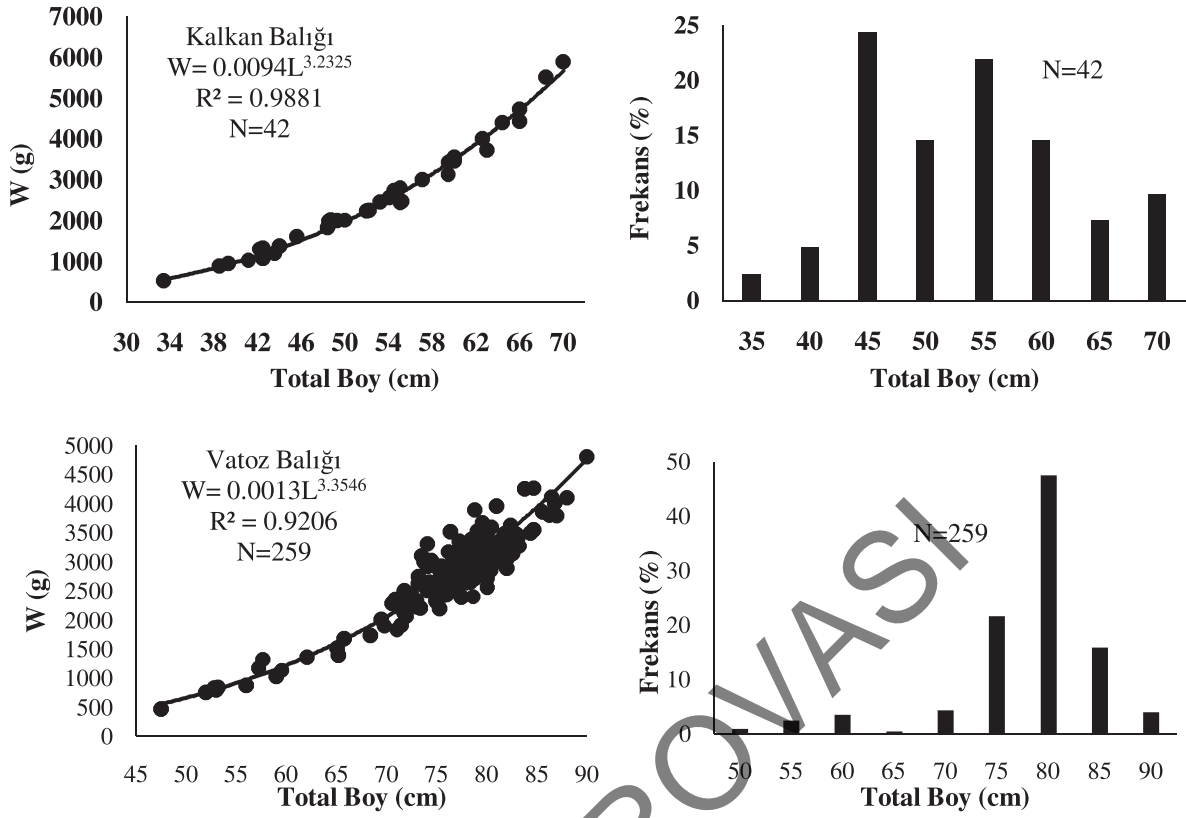 7000
6000
5000
4000
3000
2000
1000
0
W (g)
Kalkan Balığı
W= 0.0094L^3.2325
R² = 0.9881
N=42
30 34 38 42 46 50 54 58 62 66 70
Total Boy (cm)
25
20
15
10
5
0
Frekans (%)
N=42
35 40 45 50 55 60 65 70
Total Boy (cm)
5000
4500
4000
3500
3000
2500
2000
1500
1000
500
0
W (g)
Vatoz Balığı
W= 0.0013L^3.3546
R² = 0.9206
N=259
45 50 55 60 65 70 75 80 85 90
Total Boy (cm)
50
40
30
20
10
0
Frekans (%)
N=259
50 55 60 65 70 75 80 85 90
Total Boy (cm)
OVASI